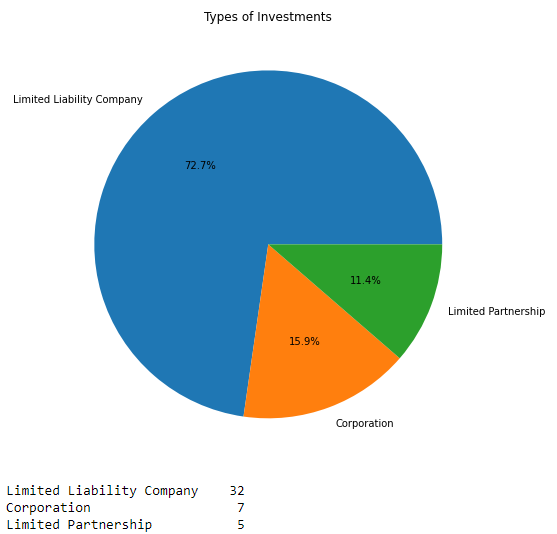 Types of Investments
Limited Liability Company
72.7%
11.4%
Limited Partnership
15.9%
Corporation
Limited Liability Company 32
Corporation 7
Limited Partnership 5